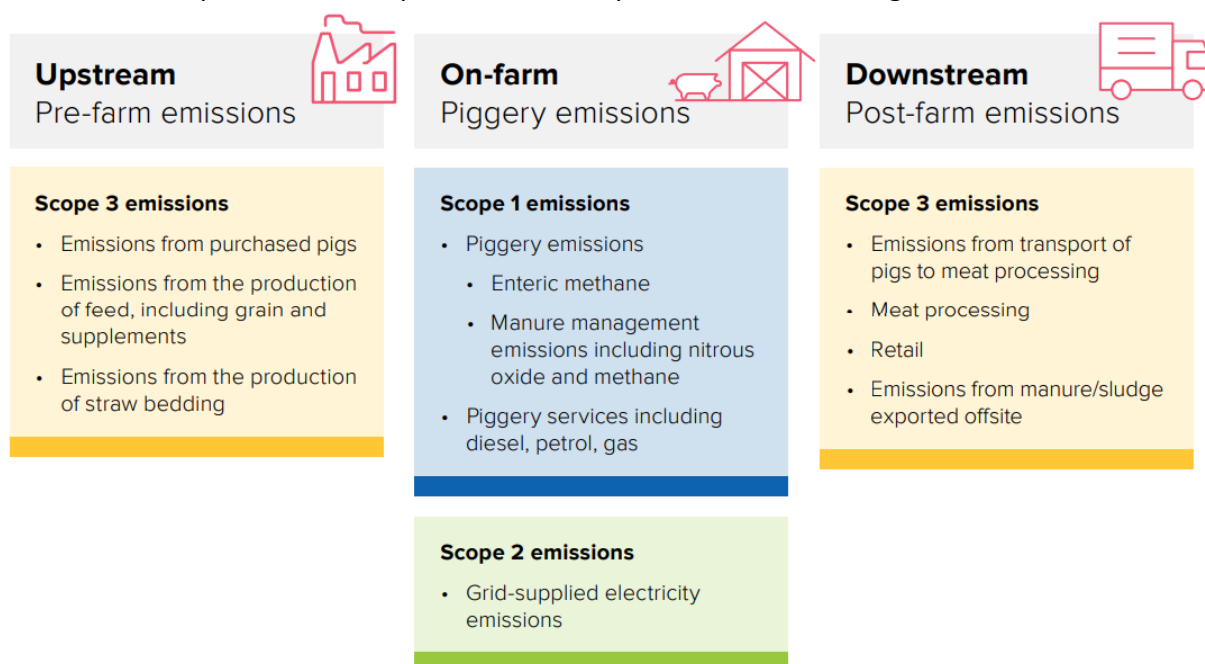 Upstream
Pre-farm emissions
Scope 3 emissions
• Emissions from purchased pigs
• Emissions from the production
of feed, including grain and
supplements
• Emissions from the production
of straw bedding
On-farm
Piggery emissions
Scope 1 emissions
• Piggery emissions
• Enteric methane
• Manure management
emissions including nitrous
oxide and methane
• Piggery services including
diesel, petrol, gas
Scope 2 emissions
• Grid-supplied electricity
emissions
Downstream
Post-farm emissions
Scope 3 emissions
• Emissions from transport of
pigs to meat processing
• Meat processing
• Retail
• Emissions from manure/sludge
exported offsite